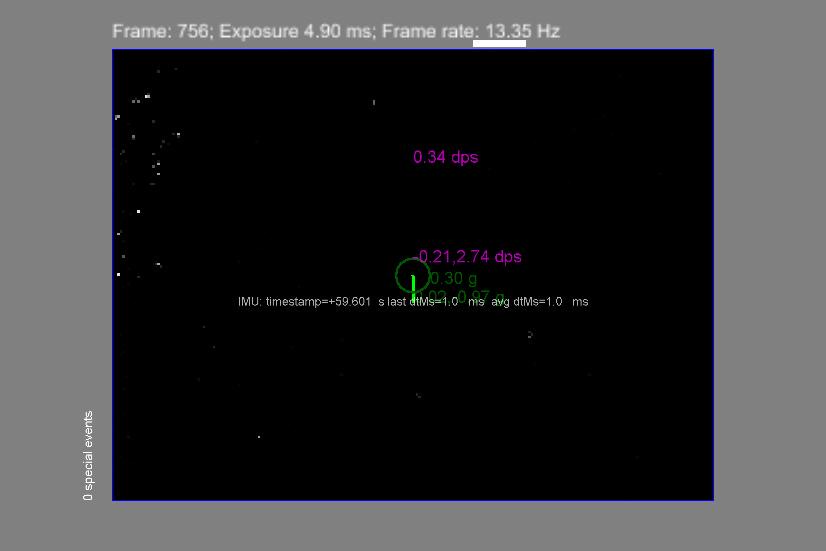 Frame: 756; Exposure 4.90 ms; Frame rate: 13.35 Hz
0.34 dps
-0.21,2.74 dps
0.30 g
IMU: timestamp=+59.601 s last dtMs=1.0 ms avg dtMs=1.0 ms
0 special events